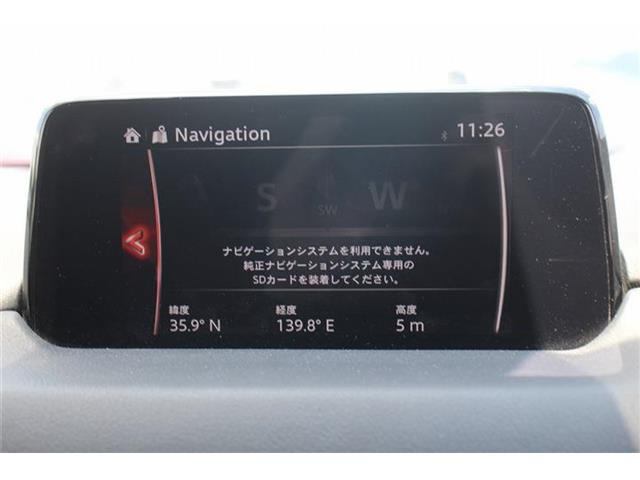 Navigation 11:26
S SW W
ナビゲーションシステムを利用できません。
純正ナビゲーションシステム専用の
SDカードを装着してください。
緯度 経度 高度
35.9° N 139.8° E 5 m